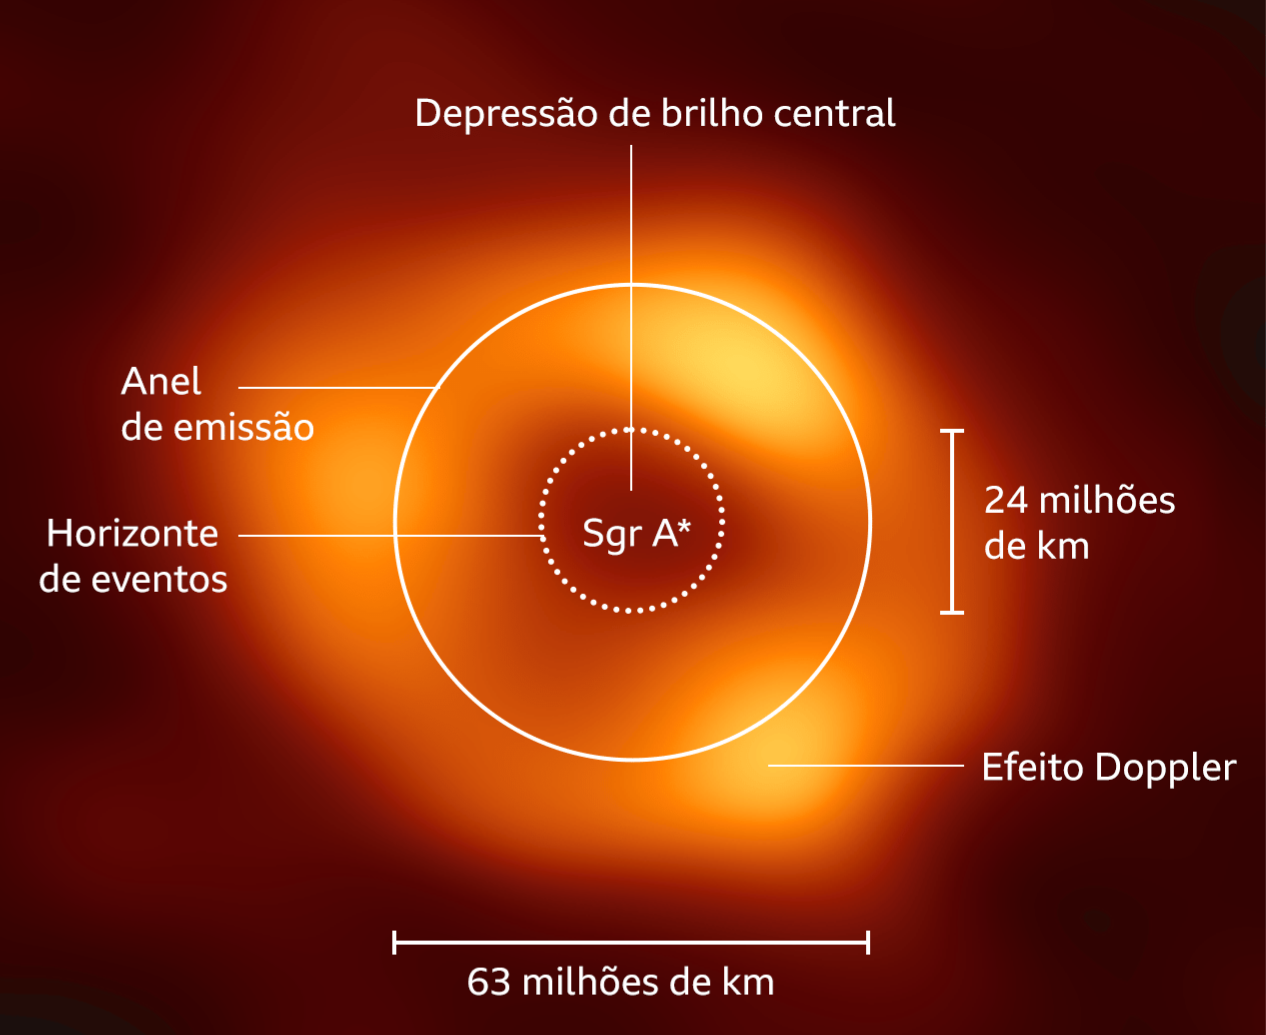 Depressão de brilho central
Anel
de emissão
Horizonte
de eventos
Sgr A*
24 milhões
de km
Efeito Doppler
63 milhões de km